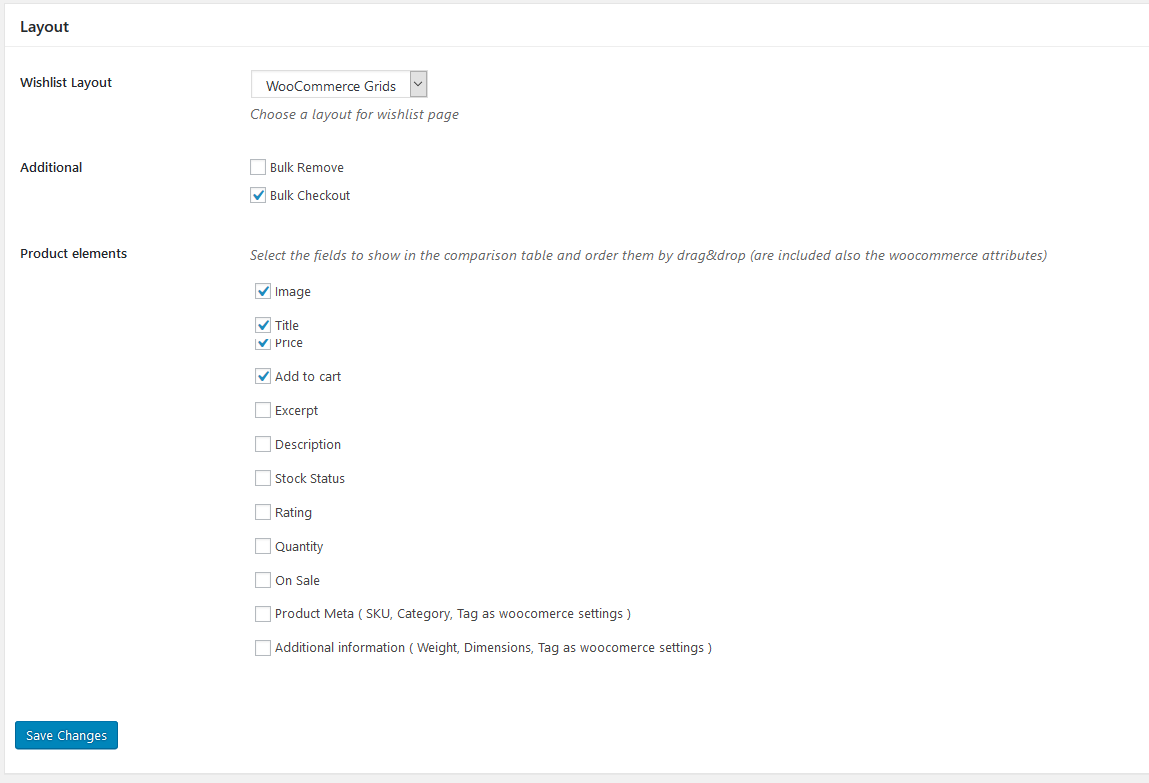 Layout
Wishlist Layout
WooCommerce Grids
Choose a layout for wishlist page
Additional
Bulk Remove
Bulk Checkout
Product elements
Select the fields to show in the comparison table and order them by drag&drop (are included also the woocommerce attributes)
Image
Title
Price
Add to cart
Excerpt
Description
Stock Status
Rating
Quantity
On Sale
Product Meta ( SKU, Category, Tag as woocomerce settings )
Additional information ( Weight, Dimensions, Tag as woocomerce settings )
Save Changes